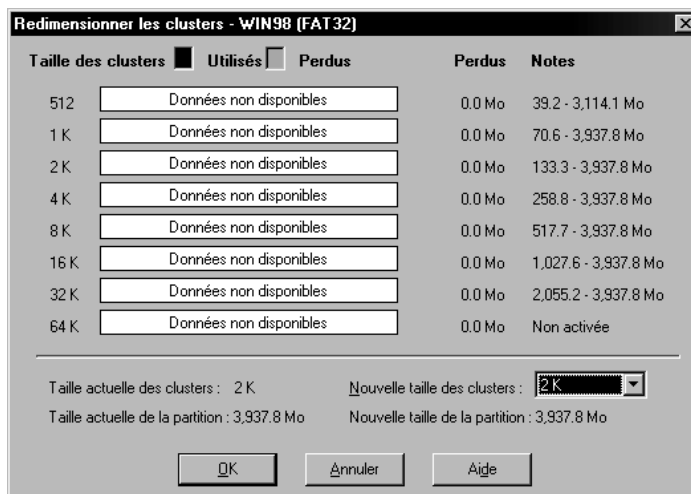 Redimensionner les clusters - WIN98 (FAT32)
Taille des clusters Utilisés Perdus Perdus Notes
512 Données non disponibles 0.0 Mo 39.2 - 3,114.1 Mo
1 K Données non disponibles 0.0 Mo 70.6 - 3,937.8 Mo
2 K Données non disponibles 0.0 Mo 133.3 - 3,937.8 Mo
4 K Données non disponibles 0.0 Mo 258.8 - 3,937.8 Mo
8 K Données non disponibles 0.0 Mo 517.7 - 3,937.8 Mo
16 K Données non disponibles 0.0 Mo 1,027.6 - 3,937.8 Mo
32 K Données non disponibles 0.0 Mo 2,055.2 - 3,937.8 Mo
64 K Données non disponibles 0.0 Mo Non activée
Taille actuelle des clusters : 2 K Nouvelle taille des clusters : 2 K
Taille actuelle de la partition : 3,937.8 Mo Nouvelle taille de la partition : 3,937.8 Mo
OK Annuler Aide